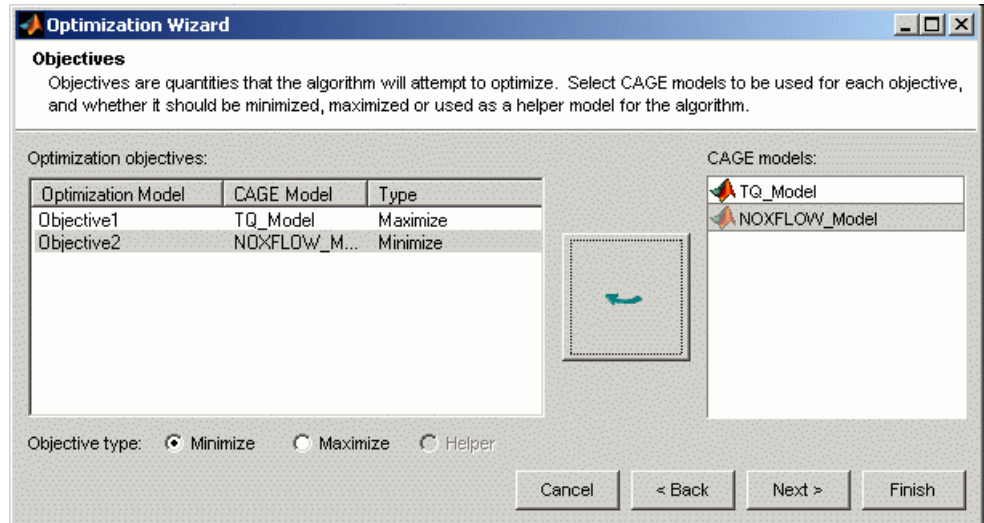 Optimization Wizard
Objectives
Objectives are quantities that the algorithm will attempt to optimize. Select CAGE models to be used for each objective,
and whether it should be minimized, maximized or used as a helper model for the algorithm.
Optimization objectives:
Optimization Model CAGE Model Type
Objective1 TQ_Model Maximize
Objective2 NOXFLOW_M... Minimize
CAGE models:
TQ_Model
NOXFLOW_Model
Objective type: Minimize Maximize Helper
Cancel < Back Next > Finish